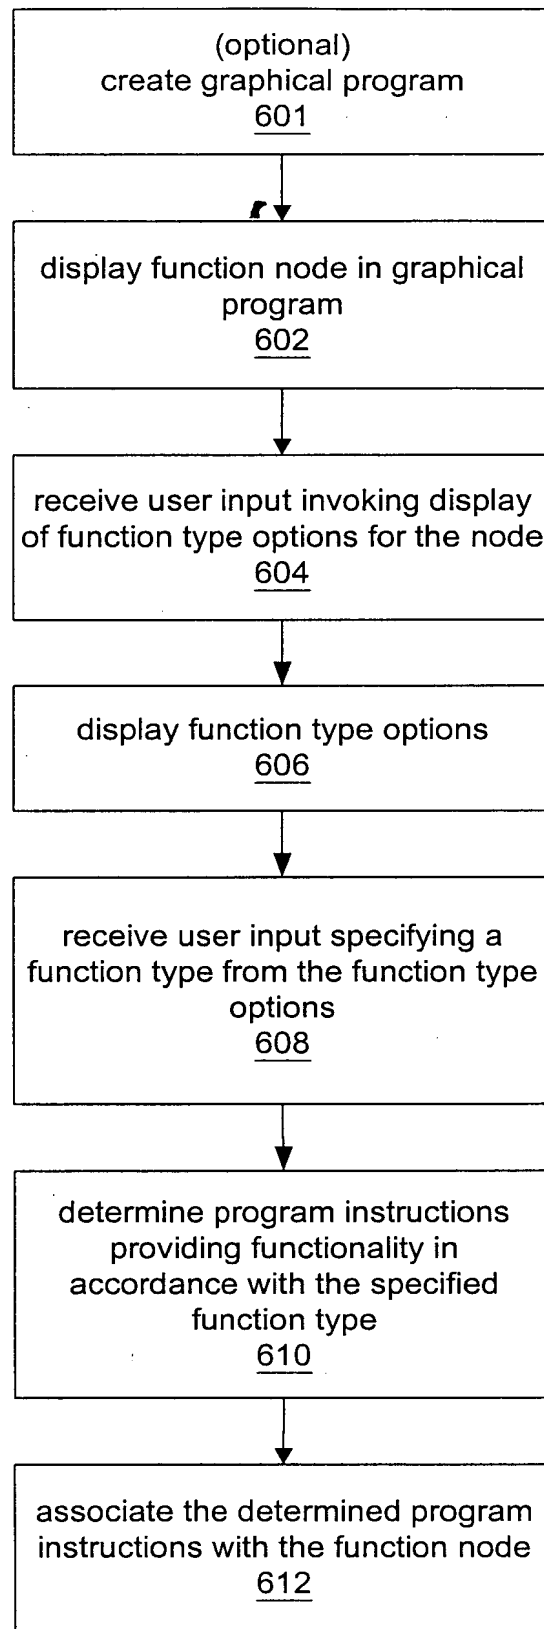 (optional)
create graphical program
601
display function node in graphical
program
602
receive user input invoking display
of function type options for the node
604
display function type options
606
receive user input specifying a
function type from the function type
options
608
determine program instructions
providing functionality in
accordance with the specified
function type
610
associate the determined program
instructions with the function node
612